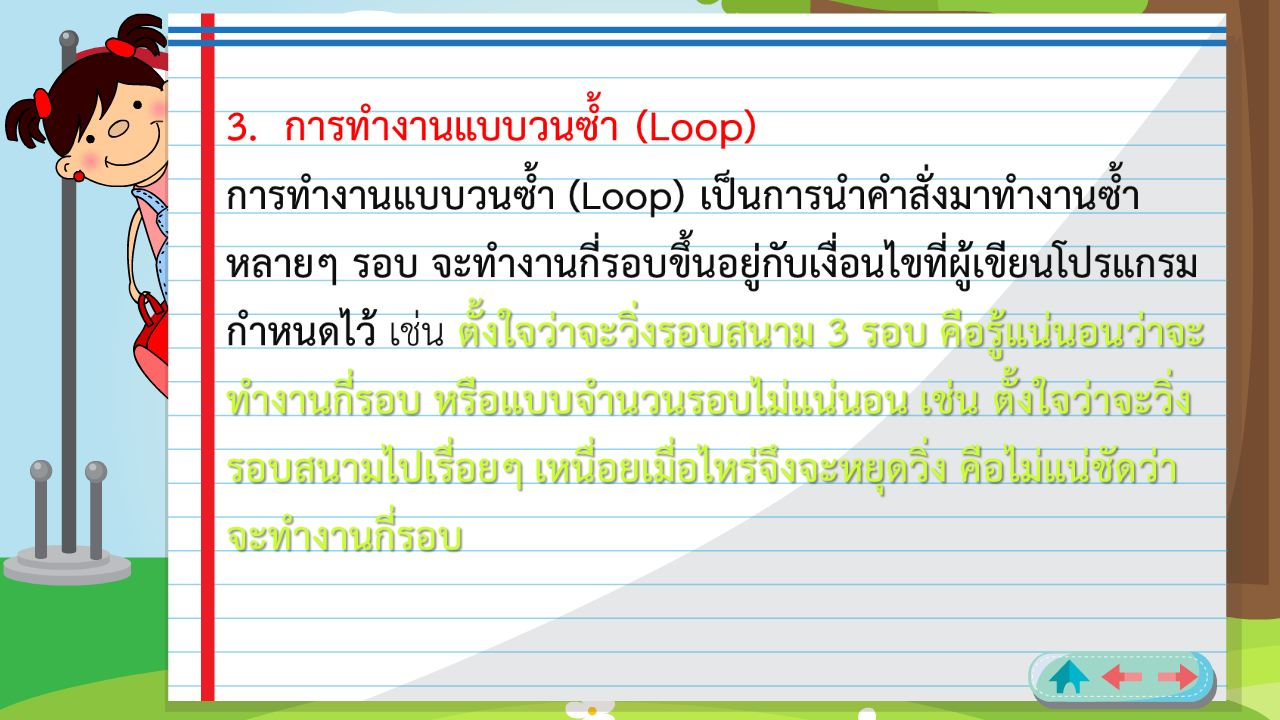 3. การทำงานแบบวนซ้ำ (Loop)
การทำงานแบบวนซ้ำ (Loop) เป็นการนำคำสั่งมาทำงานซ้ำ
หลายๆ รอบ จะทำงานกี่รอบขึ้นอยู่กับเงื่อนไขที่ผู้เขียนโปรแกรม
กำหนดไว้ เช่น ตั้งใจว่าจะวิ่งรอบสนาม 3 รอบ คือรู้แน่นอนว่าจะ
ทำงานกี่รอบ หรือแบบจำนวนรอบไม่แน่นอน เช่น ตั้งใจว่าจะวิ่ง
รอบสนามไปเรื่อยๆ เหนื่อยเมื่อไหร่จึงจะหยุดวิ่ง คือไม่แน่ชัดว่า
จะทำงานกี่รอบ